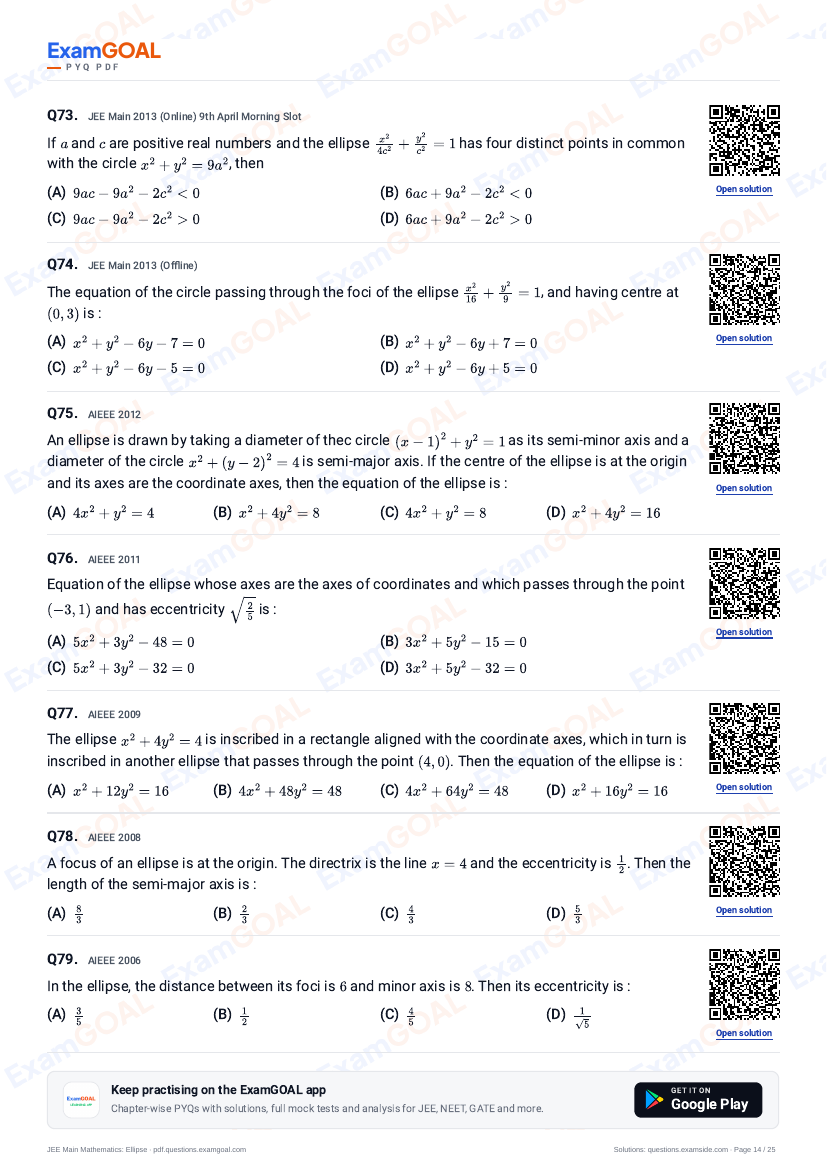 ExamGOAL
PYQ PDF
Q73. JEE Main 2013 (Online) 9th April Morning Slot
If a and c are positive real numbers and the ellipse x²/4c² + y²/c² = 1 has four distinct points in common
with the circle x² + y² = 9a², then
(A) 9ac − 9a² − 2c² < 0 (B) 6ac + 9a² − 2c² < 0
(C) 9ac − 9a² − 2c² > 0 (D) 6ac + 9a² − 2c² > 0
Open solution
Q74. JEE Main 2013 (Offline)
The equation of the circle passing through the foci of the ellipse x²/16 + y²/9 = 1, and having centre at
(0, 3) is :
(A) x² + y² − 6y − 7 = 0 (B) x² + y² − 6y + 7 = 0
(C) x² + y² − 6y − 5 = 0 (D) x² + y² − 6y + 5 = 0
Open solution
Q75. AIEEE 2012
An ellipse is drawn by taking a diameter of thec circle (x − 1)² + y² = 1 as its semi-minor axis and a
diameter of the circle x² + (y − 2)² = 4 is semi-major axis. If the centre of the ellipse is at the origin
and its axes are the coordinate axes, then the equation of the ellipse is :
(A) 4x² + y² = 4 (B) x² + 4y² = 8 (C) 4x² + y² = 8 (D) x² + 4y² = 16
Open solution
Q76. AIEEE 2011
Equation of the ellipse whose axes are the axes of coordinates and which passes through the point
(−3, 1) and has eccentricity √(2/5) is :
(A) 5x² + 3y² − 48 = 0 (B) 3x² + 5y² − 15 = 0
(C) 5x² + 3y² − 32 = 0 (D) 3x² + 5y² − 32 = 0
Open solution
Q77. AIEEE 2009
The ellipse x² + 4y² = 4 is inscribed in a rectangle aligned with the coordinate axes, which in turn is
inscribed in another ellipse that passes through the point (4, 0). Then the equation of the ellipse is :
(A) x² + 12y² = 16 (B) 4x² + 48y² = 48 (C) 4x² + 64y² = 48 (D) x² + 16y² = 16
Open solution
Q78. AIEEE 2008
A focus of an ellipse is at the origin. The directrix is the line x = 4 and the eccentricity is 1/2. Then the
length of the semi-major axis is :
(A) 8/3 (B) 2/3 (C) 4/3 (D) 5/3
Open solution
Q79. AIEEE 2006
In the ellipse, the distance between its foci is 6 and minor axis is 8. Then its eccentricity is :
(A) 3/5 (B) 1/2 (C) 4/5 (D) 1/√5
Open solution
Keep practising on the ExamGOAL app
Chapter-wise PYQs with solutions, full mock tests and analysis for JEE, NEET, GATE and more.
GET IT ON
Google Play
JEE Main Mathematics: Ellipse · pdf.questions.examgoal.com Solutions: questions.examside.com · Page 14 / 25